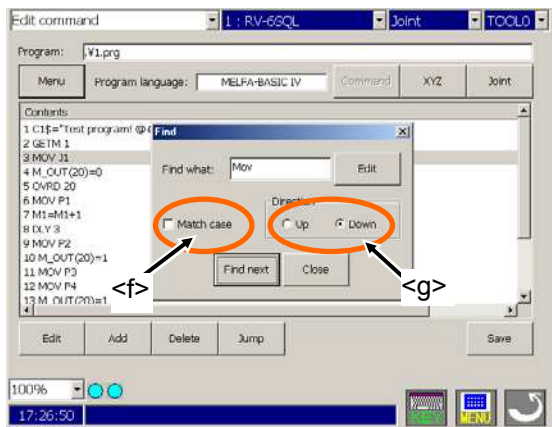 Edit command 1 : RV-6SQL Joint TOOL0
Program: .¥1.prg
Menu Program language: MELFA-BASIC IV Command XYZ Joint
Contents
1 C1$="Test program! @
2 GETM 1
3 MOV J1
4 M_OUT(20)=0
5 OVRD 20
6 MOV P1
7 M1=M1+1
8 DLY 3
9 MOV P2
10 M_OUT(20)=1
11 MOV P3
12 MOV P4
13 M_OUT(20)=1
Find
Find what: Mov Edit
Direction
Match case Up Down
Find next Close
<f> <g>
Edit Add Delete Jump Save
100%
17:26:50 KEY MENU